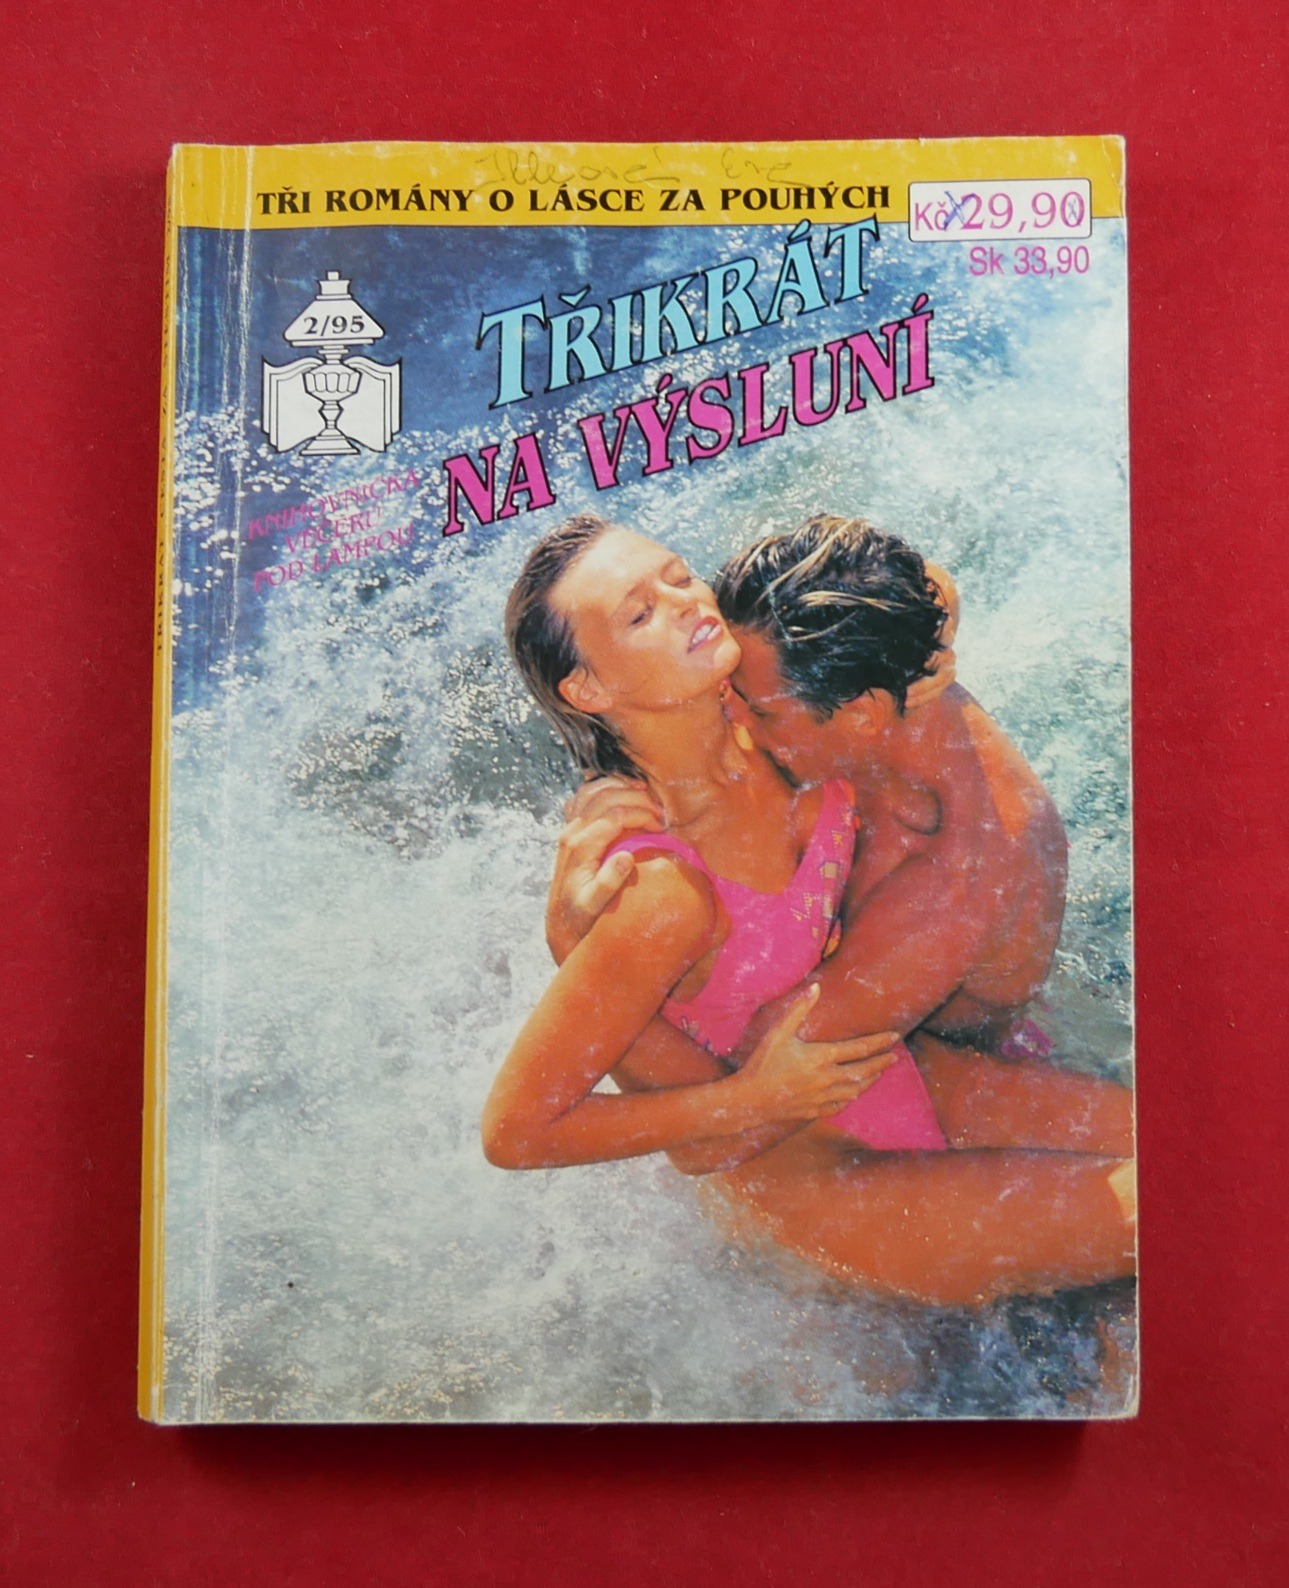 TŘI ROMÁNY O LÁSCE ZA POUHÝCH
Kč 29,90
Sk 33,90
2/95
TŘIKRÁT
NA VÝSLUNÍ
KNIHOVNIČKA
VEČERŮ
POD LAMPOU